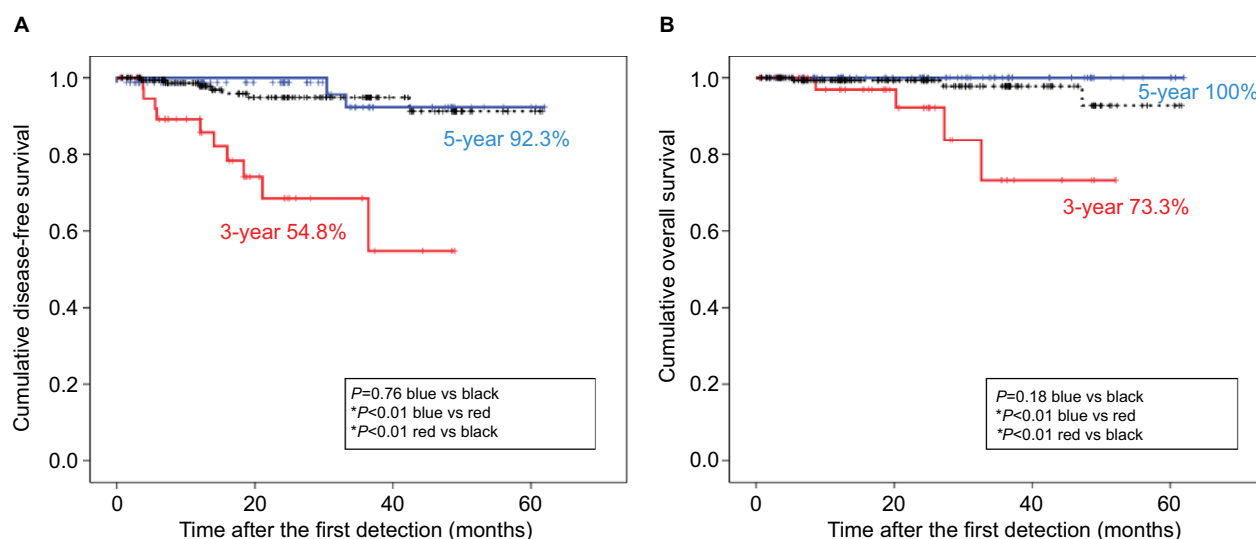 A
Cumulative disease-free survival
1.0
0.8
0.6
0.4
0.2
0.0
5-year 92.3%
3-year 54.8%
P=0.76 blue vs black
*P<0.01 blue vs red
*P<0.01 red vs black
0 20 40 60
Time after the first detection (months)
B
Cumulative overall survival
1.0
0.8
0.6
0.4
0.2
0.0
5-year 100%
3-year 73.3%
P=0.18 blue vs black
*P<0.01 blue vs red
*P<0.01 red vs black
0 20 40 60
Time after the first detection (months)